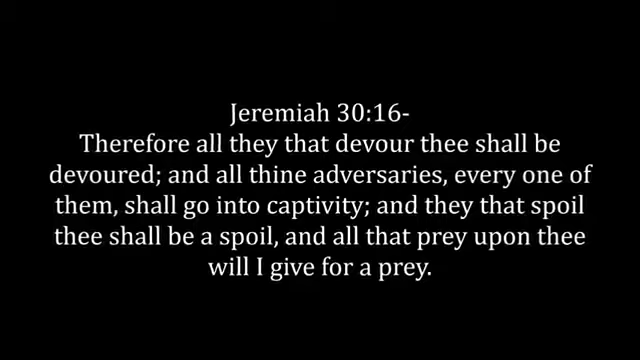 Jeremiah 30:16-
Therefore all they that devour thee shall be
devoured; and all thine adversaries, every one of
them, shall go into captivity; and they that spoil
thee shall be a spoil, and all that prey upon thee
will I give for a prey.